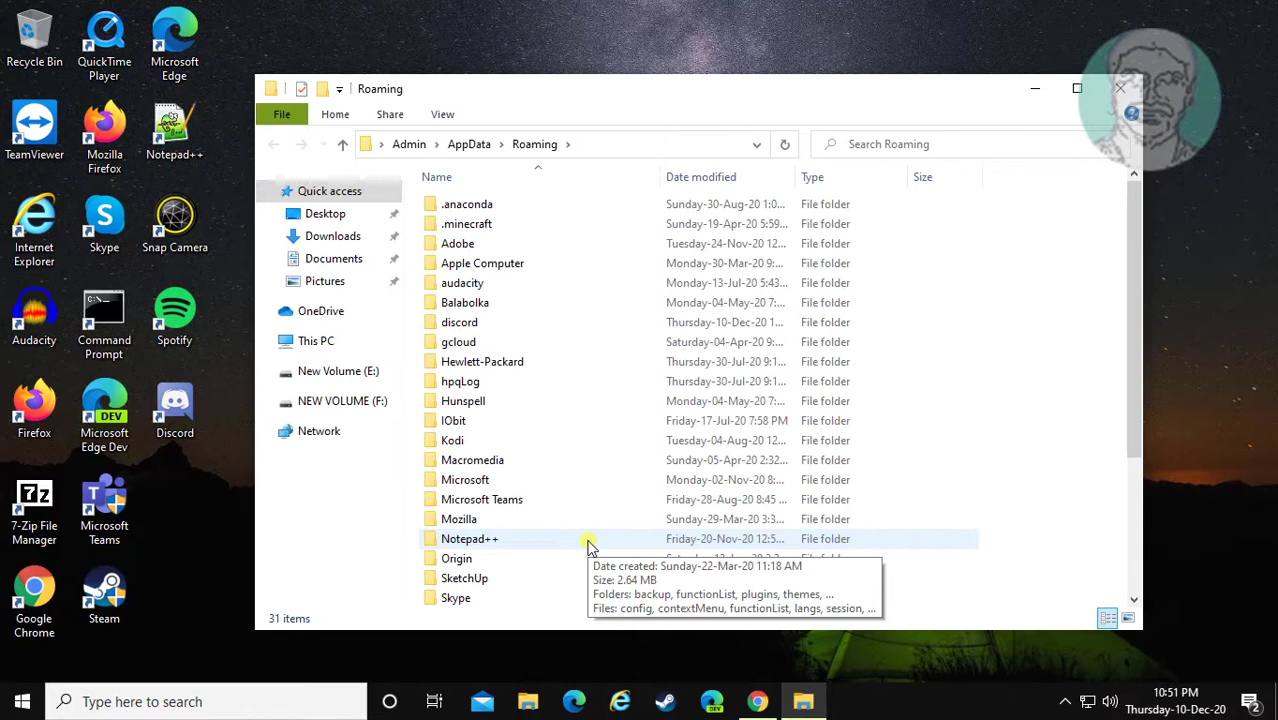 Recycle Bin
QuickTime Player
Microsoft Edge
TeamViewer
Mozilla Firefox
Notepad++
Internet Explorer
Skype
Snap Camera
Audacity
Command Prompt
Spotify
Firefox
Microsoft Edge Dev
DEV
Discord
7-Zip File Manager
Microsoft Teams
Google Chrome
Steam
Roaming
File Home Share View
Admin AppData Roaming
Search Roaming
Name Date modified Type Size
Quick access
Desktop
Downloads
Documents
Pictures
OneDrive
This PC
New Volume (E:)
NEW VOLUME (F:)
Network
.anaconda Sunday-30-Aug-20 1:0... File folder
.minecraft Sunday-19-Apr-20 5:59... File folder
Adobe Tuesday-24-Nov-20 12... File folder
Apple Computer Monday-30-Mar-20 9:... File folder
audacity Monday-13-Jul-20 5:43... File folder
Balabolka Monday-04-May-20 7:... File folder
discord Thursday-10-Dec-20 1... File folder
gcloud Saturday-04-Apr-20 9:... File folder
Hewlett-Packard Thursday-30-Jul-20 9:1... File folder
hpqLog Thursday-30-Jul-20 9:1... File folder
Hunspell Monday-04-May-20 7:... File folder
IObit Friday-17-Jul-20 7:58 PM File folder
Kodi Tuesday-04-Aug-20 12... File folder
Macromedia Sunday-05-Apr-20 2:32... File folder
Microsoft Monday-02-Nov-20 8:... File folder
Microsoft Teams Friday-28-Aug-20 8:45 ... File folder
Mozilla Sunday-29-Mar-20 3:3... File folder
Notepad++ Friday-20-Nov-20 12:5... File folder
Origin
SketchUp
Skype
Date created: Sunday-22-Mar-20 11:18 AM
Size: 2.64 MB
Folders: backup, functionList, plugins, themes, ...
Files: config, contextMenu, functionList, langs, session, ...
31 items
Type here to search
DEV
10:51 PM
Thursday-10-Dec-20
2